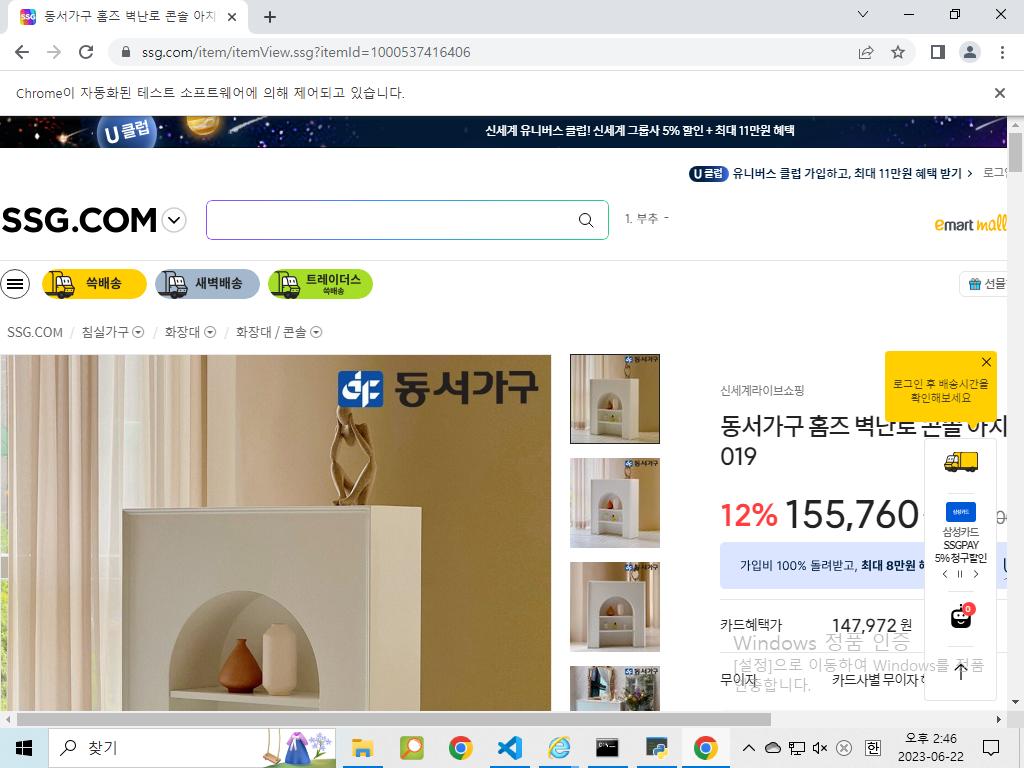 동서가구 홈즈 벽난로 콘솔 아치
ssg.com/item/itemView.ssg?itemId=1000537416406
Chrome이 자동화된 테스트 소프트웨어에 의해 제어되고 있습니다.
U 클럽
신세계 유니버스 클럽! 신세계 그룹사 5% 할인 + 최대 11만원 혜택
U 클럽 유니버스 클럽 가입하고, 최대 11만원 혜택 받기 >
SSG.COM
1. 부추 -
emart mall
쓱배송
새벽배송
트레이더스
쓱배송
선물
SSG.COM / 침실가구 / 화장대 / 화장대 / 콘솔
동서가구
로그인 후 배송시간을
확인해보세요
신세계라이브쇼핑
동서가구 홈즈 벽난로 콘솔 아치
019
12% 155,760
삼성카드
삼성카드
SSGPAY
5% 청구할인
가입비 100% 돌려받고, 최대 8만원
0
카드혜택가 147,972 원
Windows 정품 인증
[설정]으로 이동하여 Windows를 정품
인증합니다.
무이자 카드사별 무이자
찾기
오후 2:46
2023-06-22
한